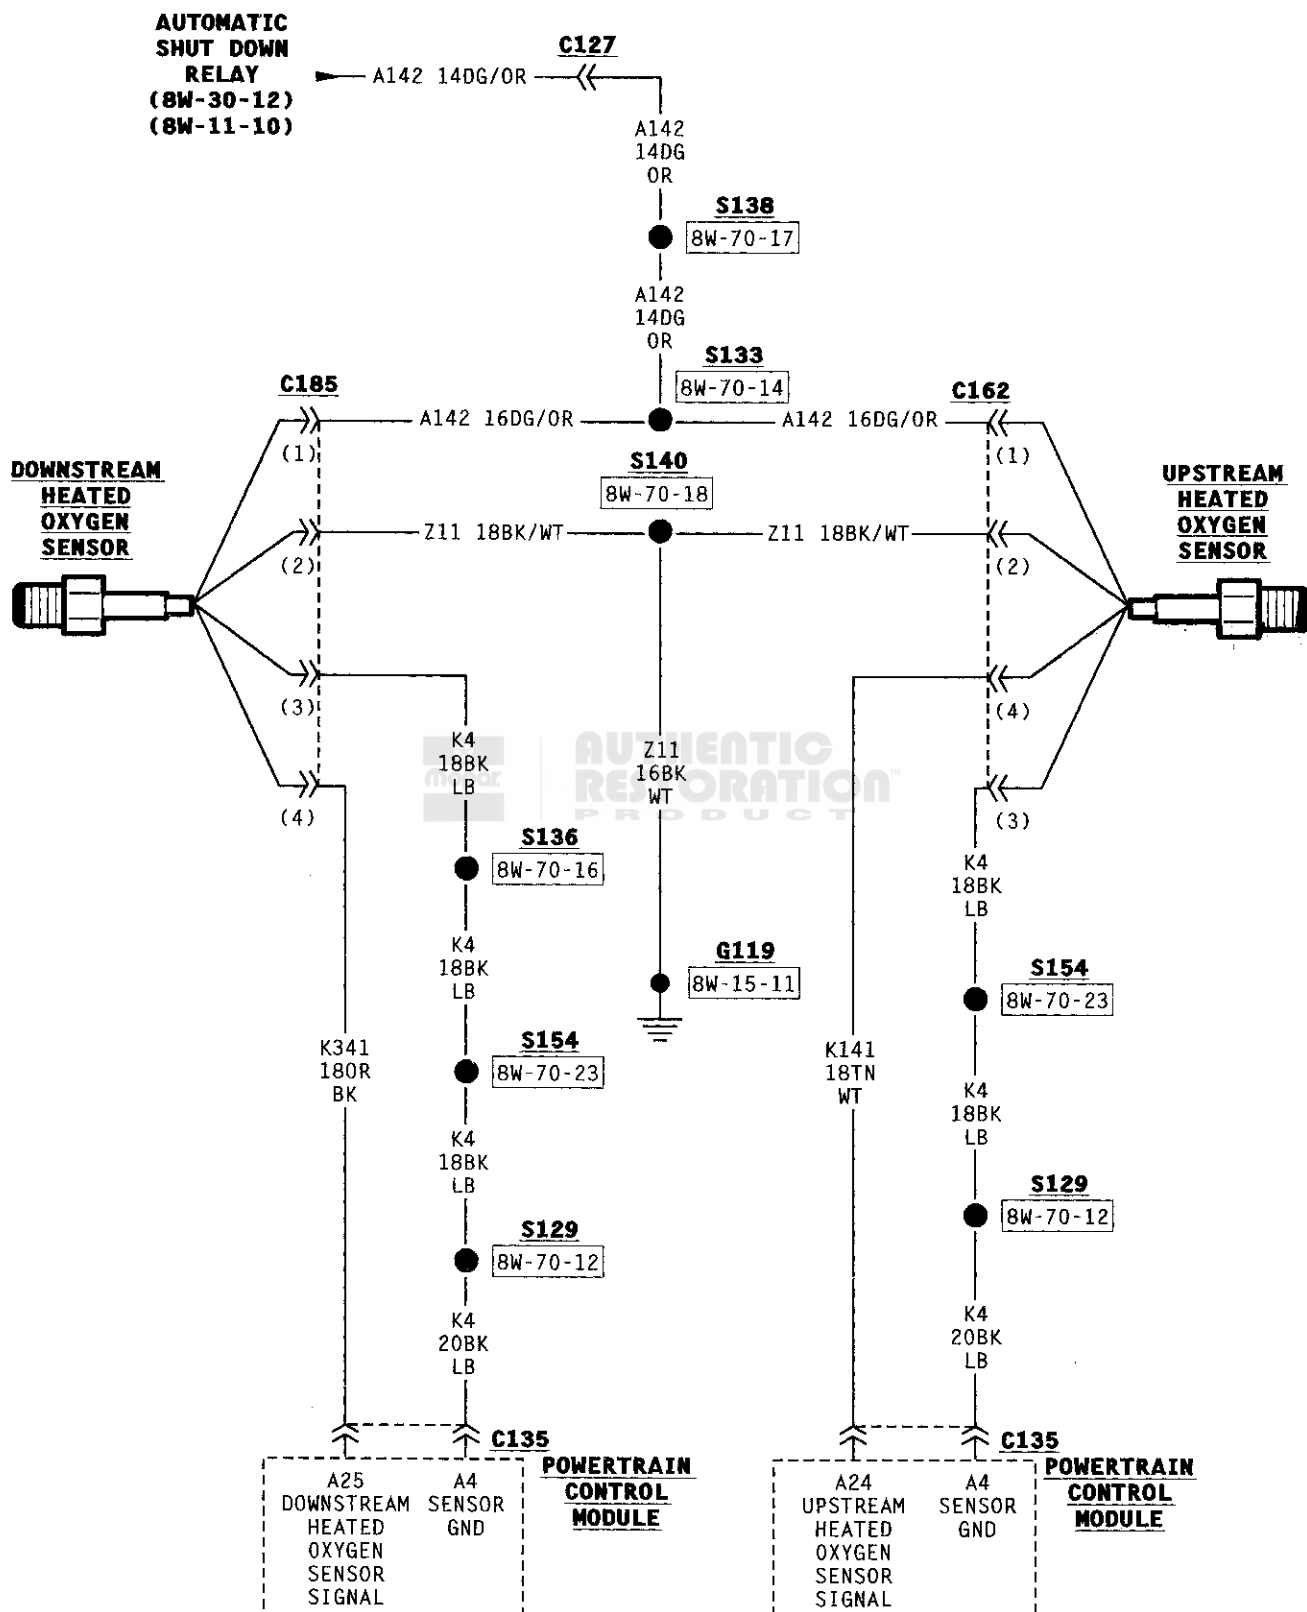 AUTOMATIC
SHUT DOWN
RELAY
(8W-30-12)
(8W-11-10)
C127
A142 14DG/OR
A142
14DG
OR
S138
8W-70-17
A142
14DG
OR
S133
8W-70-14
C185
C162
A142 16DG/OR
A142 16DG/OR
(1)
(1)
S140
8W-70-18
DOWNSTREAM
HEATED
OXYGEN
SENSOR
UPSTREAM
HEATED
OXYGEN
SENSOR
Z11 18BK/WT
Z11 18BK/WT
(2)
(2)
(3)
(4)
K4
18BK
LB
Z11
16BK
WT
mopar
AUTHENTIC
RESTORATION™
PRODUCT
(4)
(3)
S136
8W-70-16
K4
18BK
LB
K4
18BK
LB
G119
8W-15-11
S154
8W-70-23
K341
18OR
BK
S154
8W-70-23
K141
18TN
WT
K4
18BK
LB
K4
18BK
LB
S129
8W-70-12
S129
8W-70-12
K4
20BK
LB
K4
20BK
LB
C135
C135
POWERTRAIN
CONTROL
MODULE
POWERTRAIN
CONTROL
MODULE
A25
DOWNSTREAM
HEATED
OXYGEN
SENSOR
SIGNAL
A4
SENSOR
GND
A24
UPSTREAM
HEATED
OXYGEN
SENSOR
SIGNAL
A4
SENSOR
GND